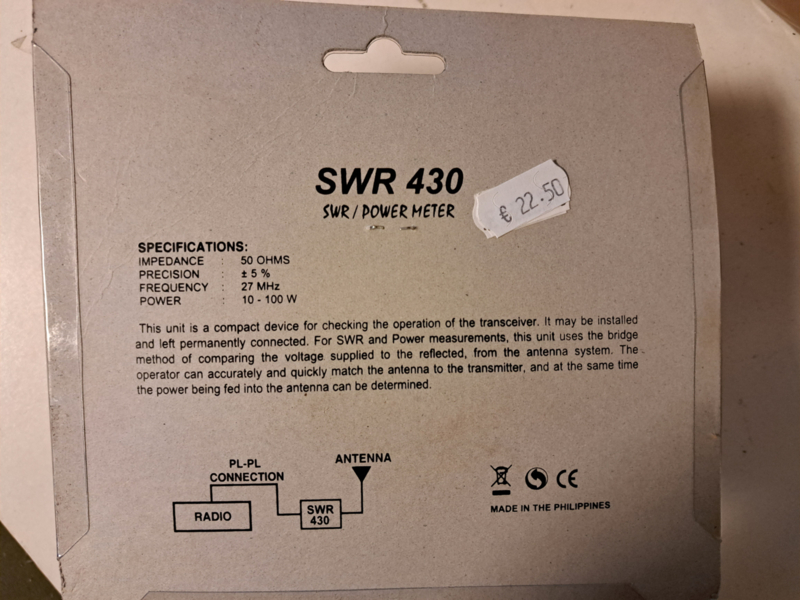 SWR 430
SWR / POWER METER
€ 22.50
SPECIFICATIONS:
IMPEDANCE : 50 OHMS
PRECISION : ± 5 %
FREQUENCY : 27 MHz
POWER : 10 - 100 W
This unit is a compact device for checking the operation of the transceiver. It may be installed
and left permanently connected. For SWR and Power measurements, this unit uses the bridge
method of comparing the voltage supplied to the reflected, from the antenna system. The
operator can accurately and quickly match the antenna to the transmitter, and at the same time
the power being fed into the antenna can be determined.
PL-PL
CONNECTION
ANTENNA
RADIO
SWR
430
CE
MADE IN THE PHILIPPINES